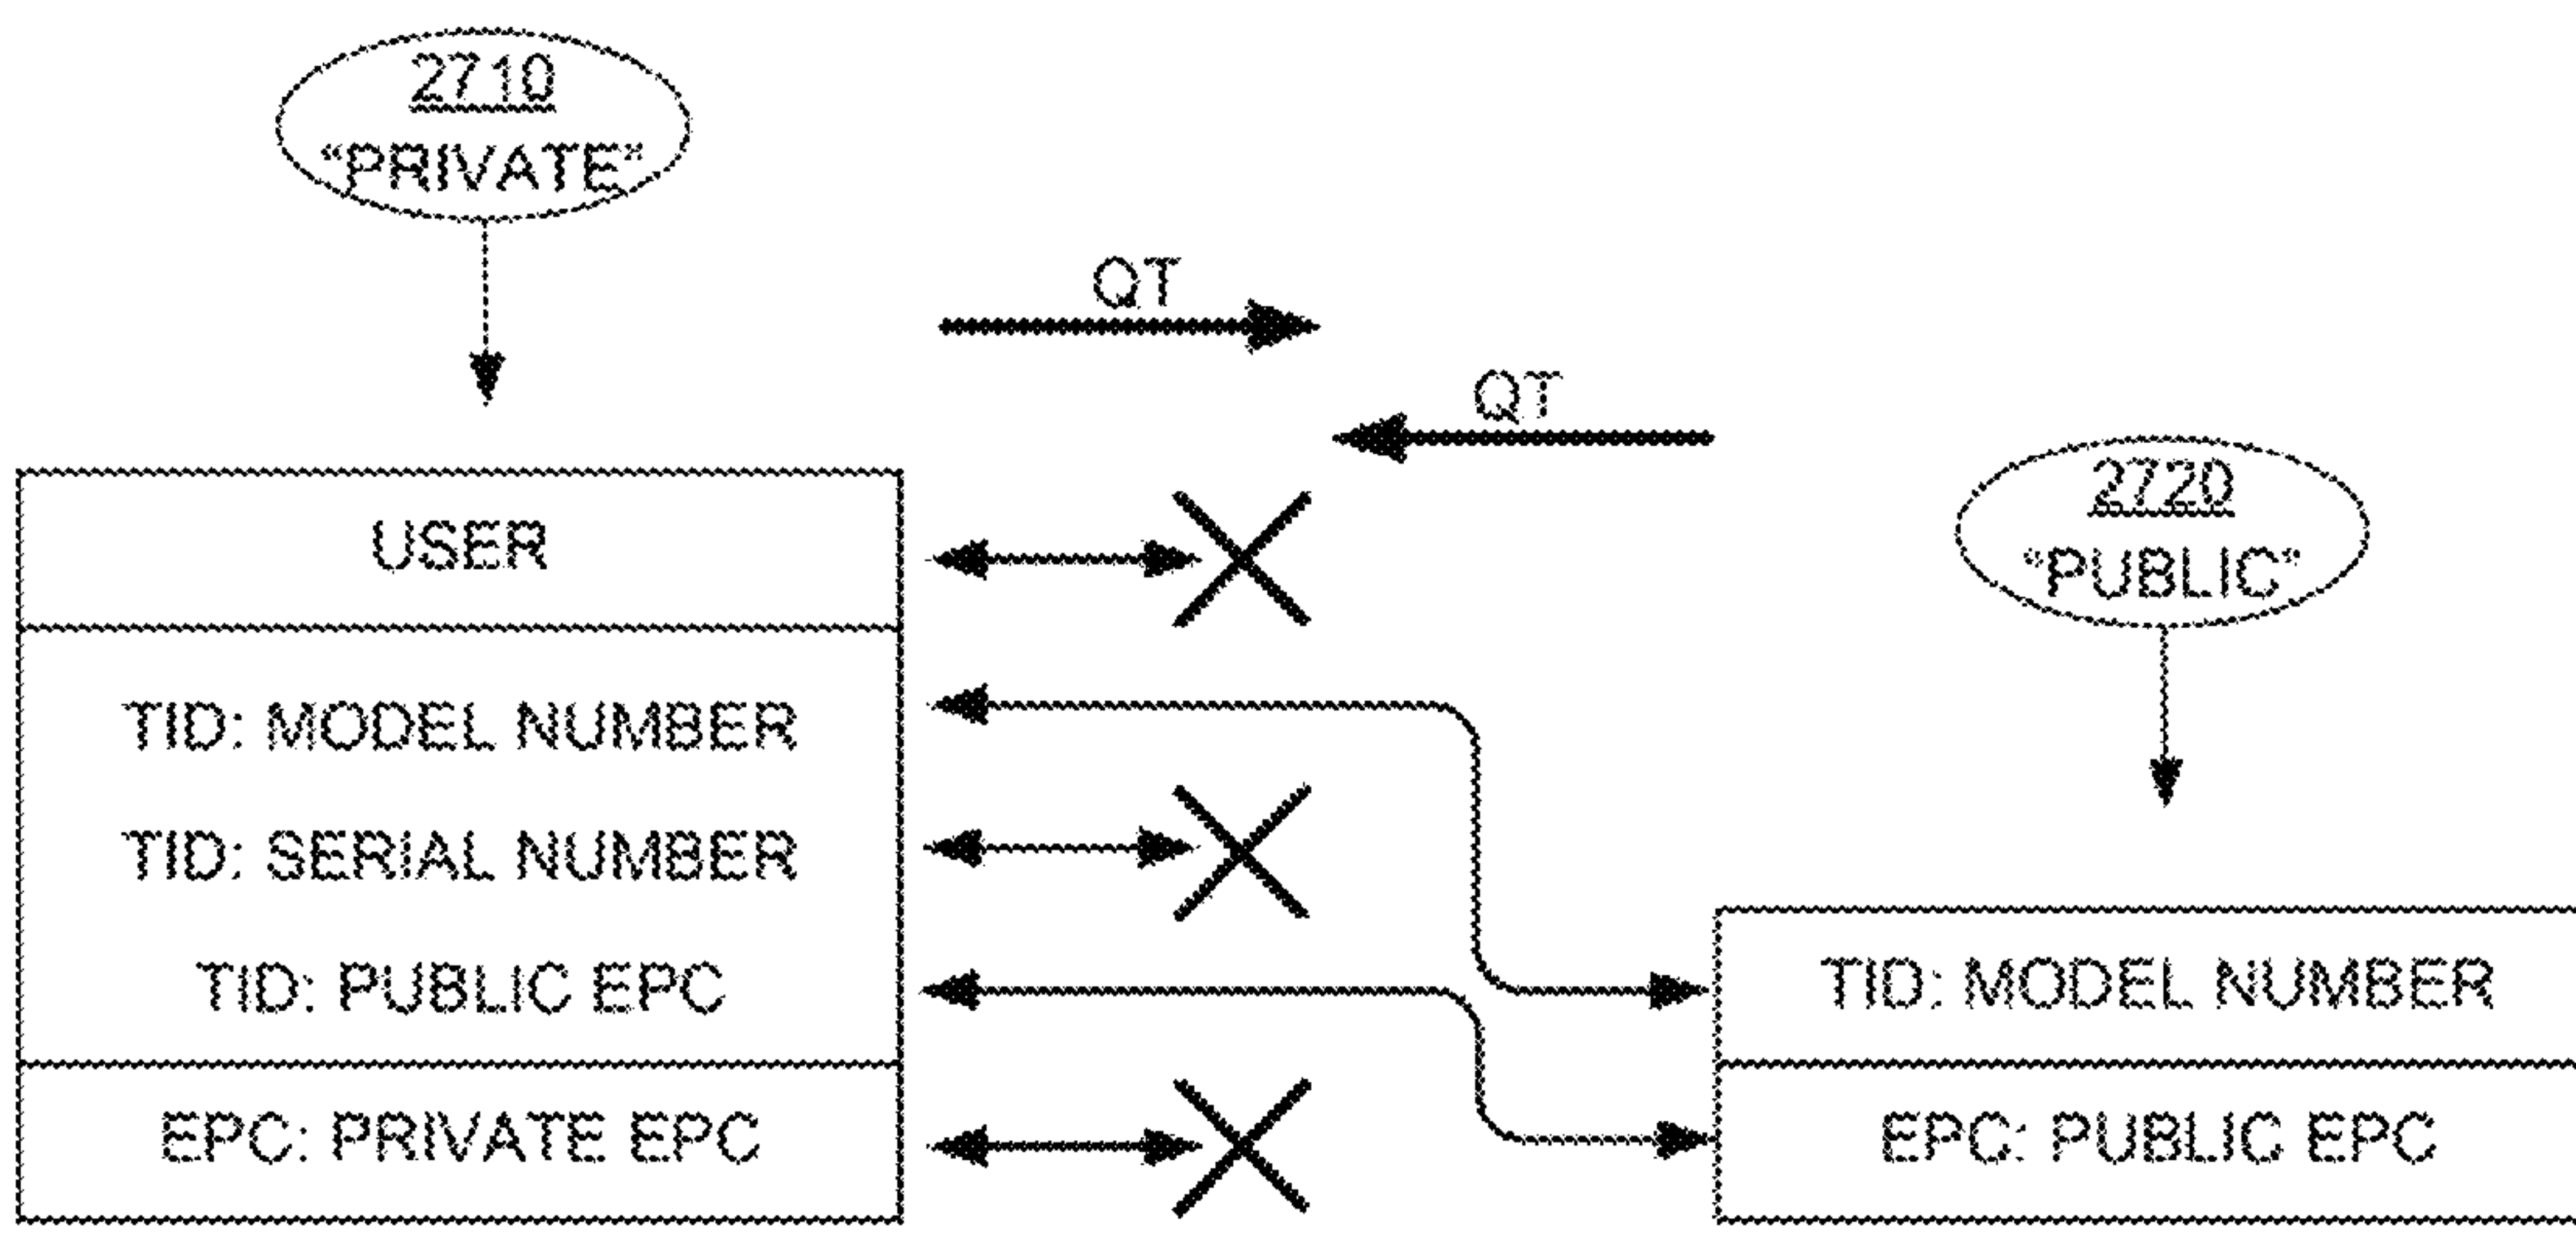 2710
“PRIVATE”
QT
QT
2720
“PUBLIC”
USER
TID: MODEL NUMBER
TID: SERIAL NUMBER
TID: PUBLIC EPC
EPC: PRIVATE EPC
TID: MODEL NUMBER
EPC: PUBLIC EPC